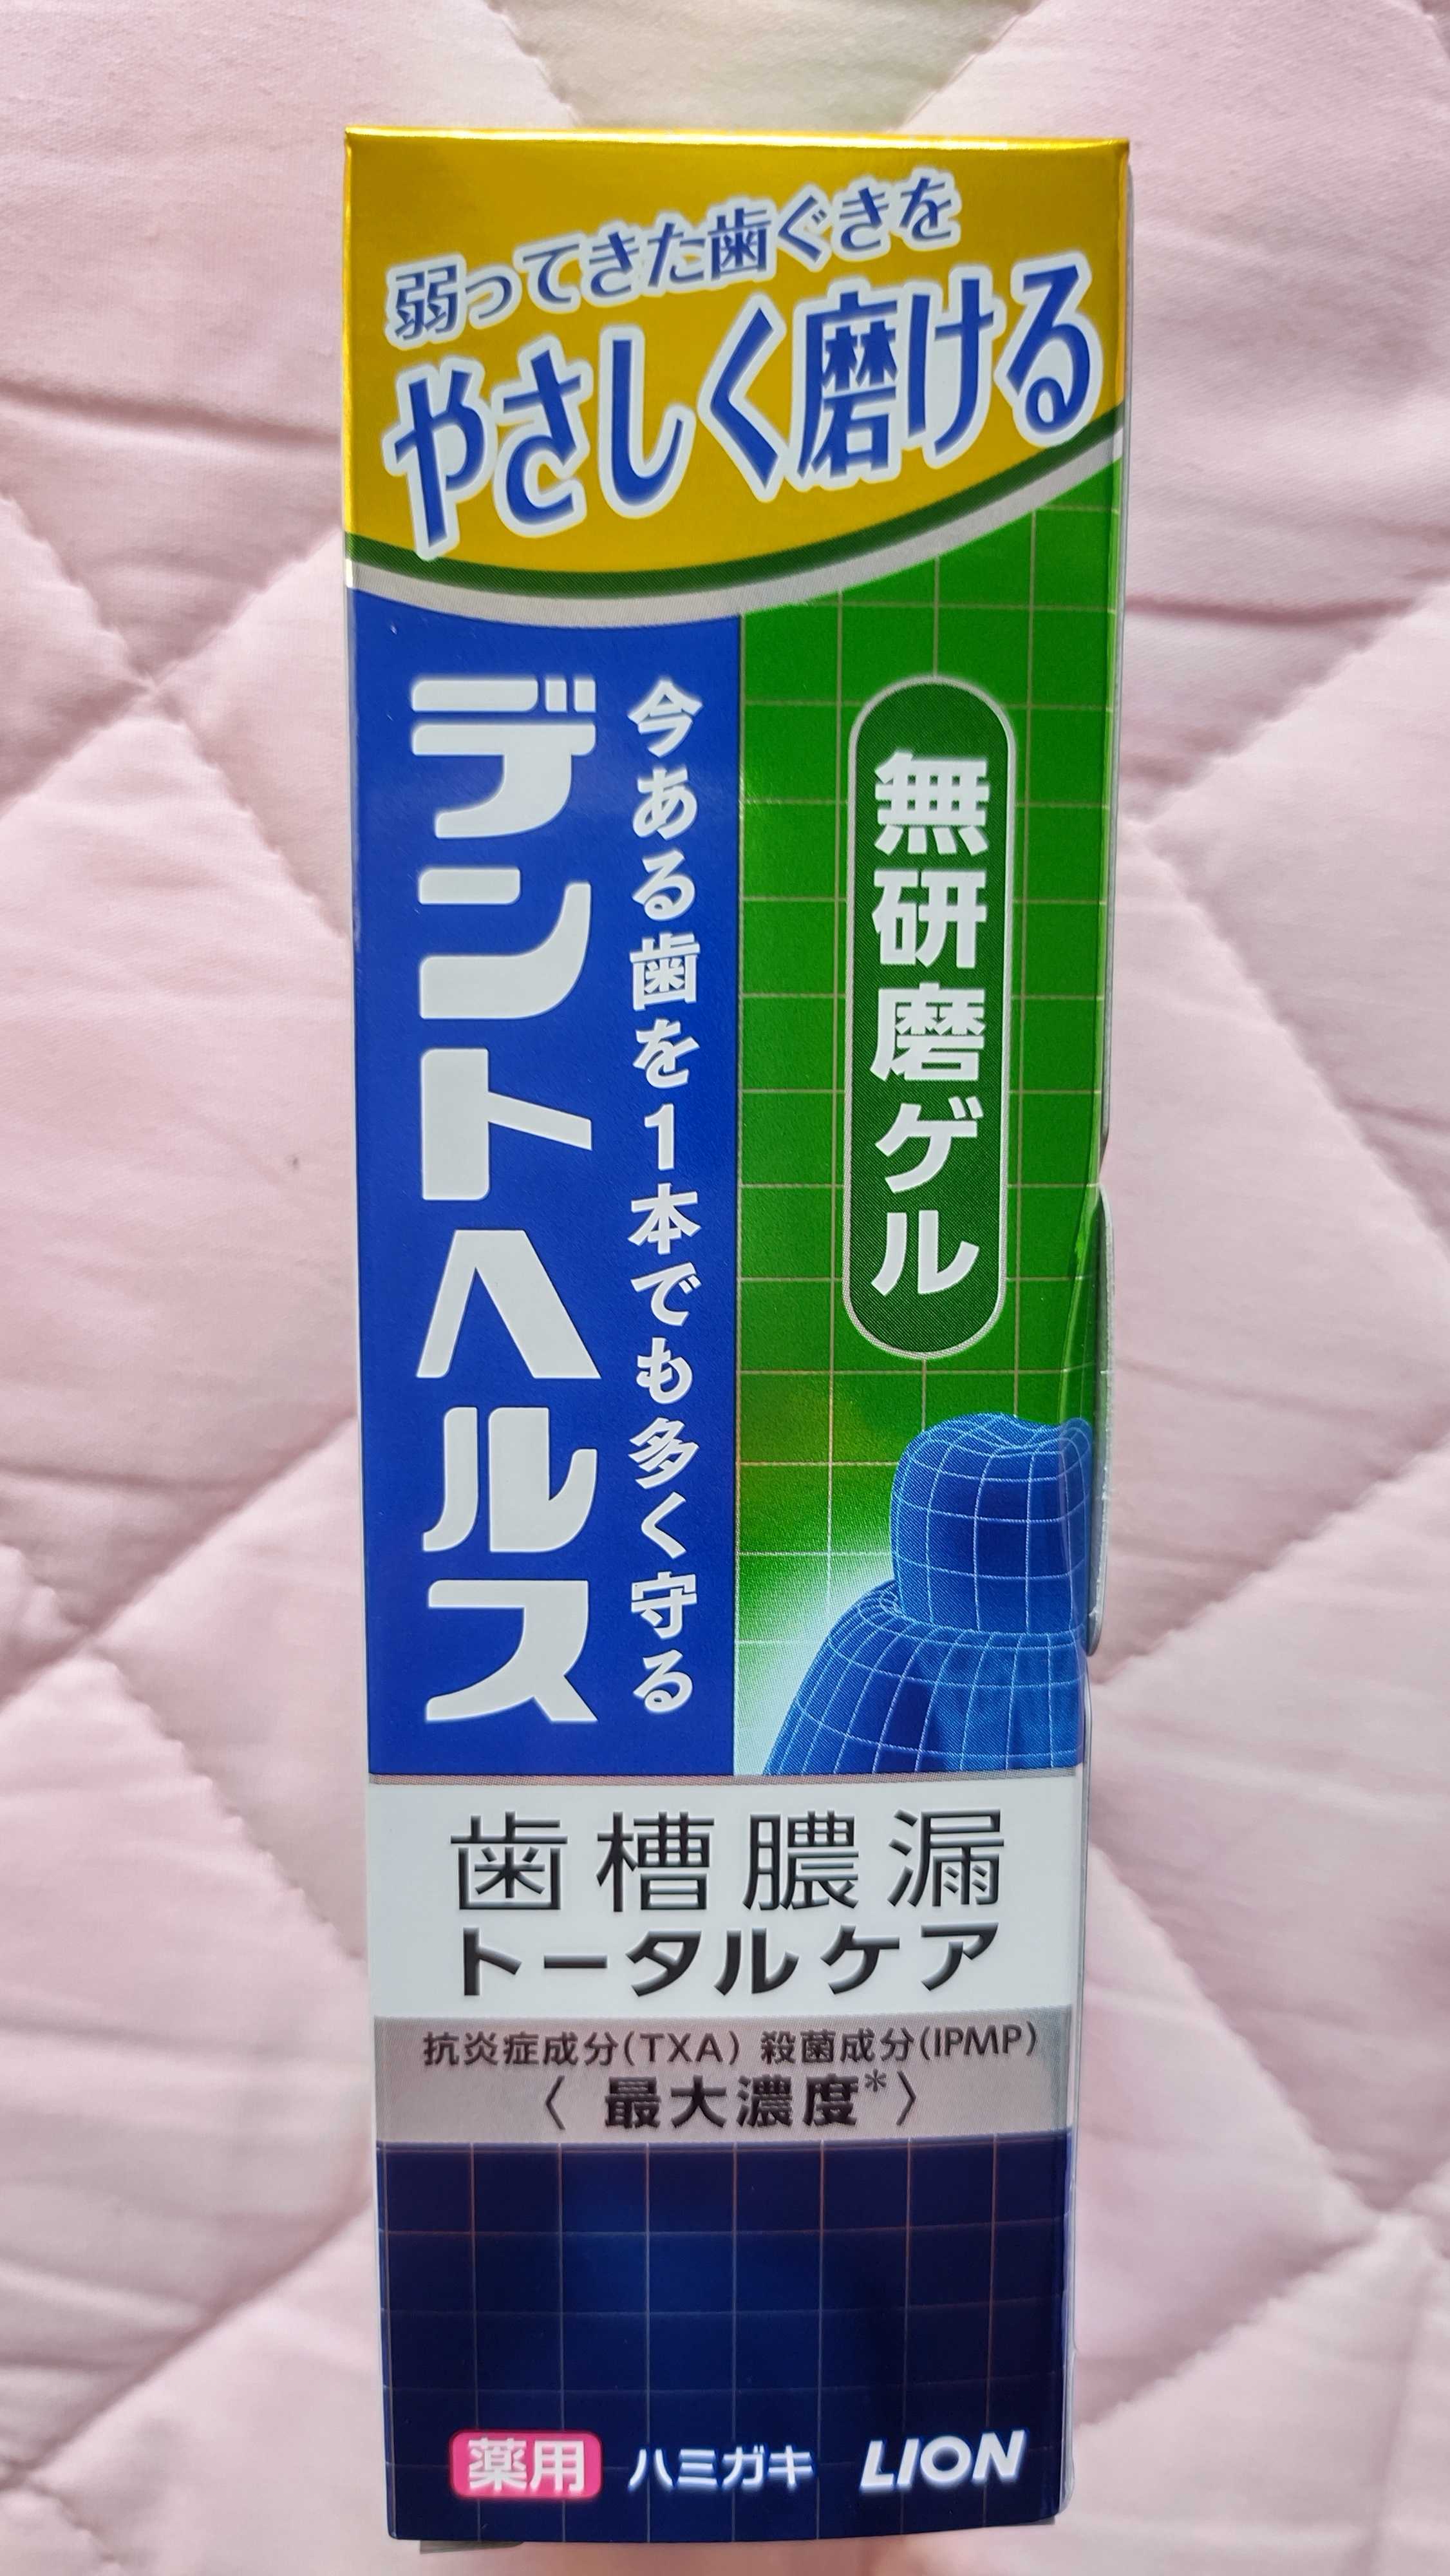 弱ってきた歯ぐきを
やさしく磨ける
デントヘルス
今ある歯を1本でも多く守る
無研磨ゲル
歯槽膿漏
トータルケア
抗炎症成分(TXA) 殺菌成分(IPMP)
〈 最大濃度*〉
薬用 ハミガキ LION